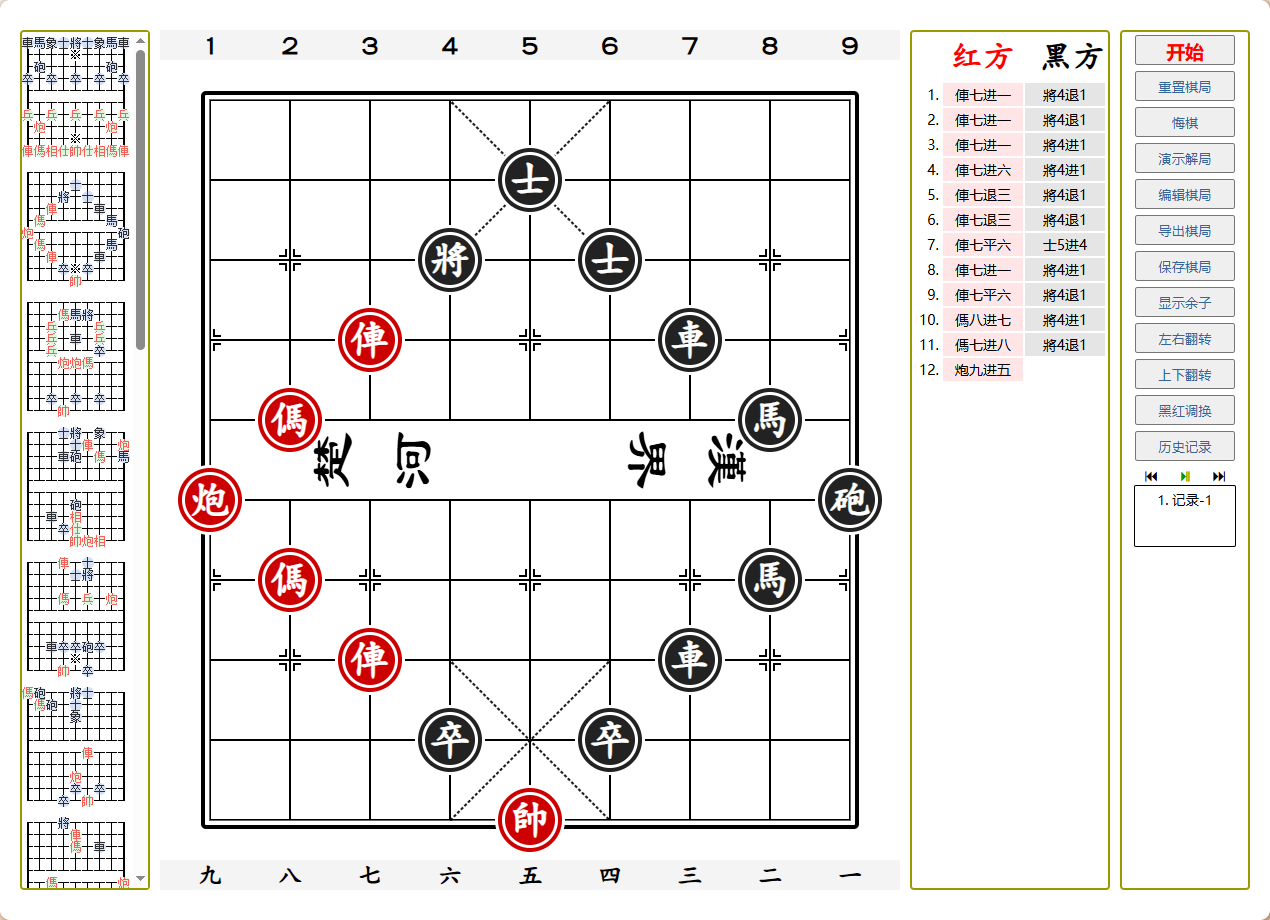 1 2 3 4 5 6 7 8 9
士
將 士
俥 車
傌 馬
楚 河 界 漢
炮 砲
傌 馬
俥 車
卒 卒
帥
九 八 七 六 五 四 三 二 一
红方 黑方
1. 俥七进一 將4退1
2. 俥七进一 將4退1
3. 俥七进一 將4进1
4. 俥七进六 將4进1
5. 俥七退三 將4退1
6. 俥七退三 將4退1
7. 俥七平六 士5进4
8. 俥七进一 將4进1
9. 俥七平六 將4退1
10. 傌八进七 將4进1
11. 傌七进八 將4退1
12. 炮九进五
开始
重置棋局
悔棋
演示解局
编辑棋局
导出棋局
保存棋局
显示余子
左右翻转
上下翻转
黑红调换
历史记录
1. 记录-1